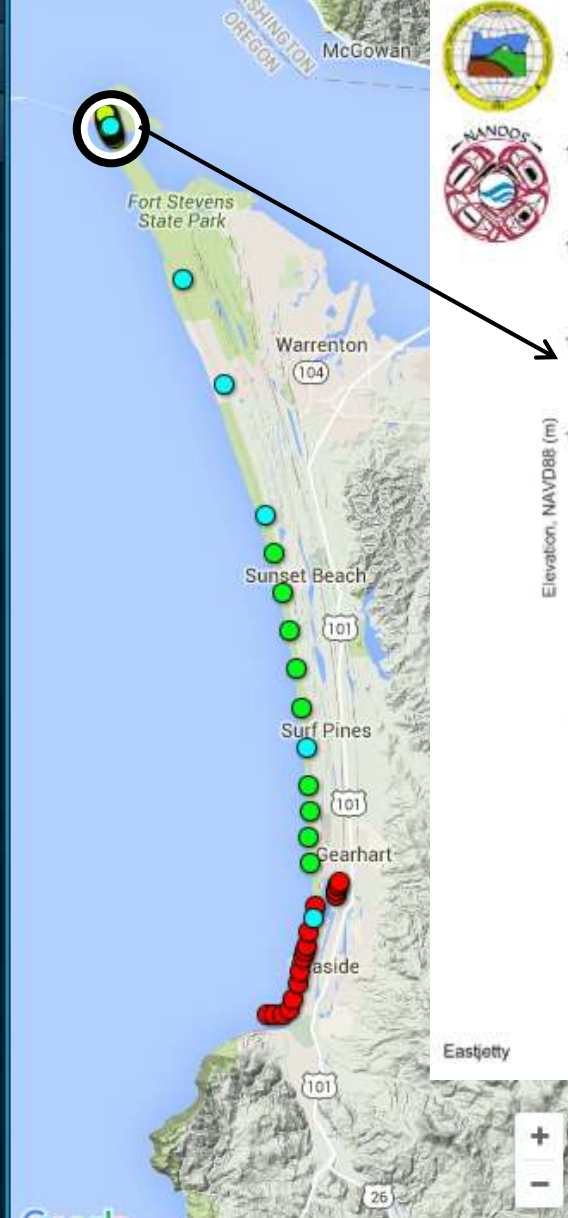 WASHINGTON
OREGON
McGowan
Fort Stevens
State Park
Warrenton
104
Sunset Beach
101
Surf Pines
101
Gearhart
aside
101
26
NANOOS
Elevation, NAVD88 (m)
Eastjetty
+
−